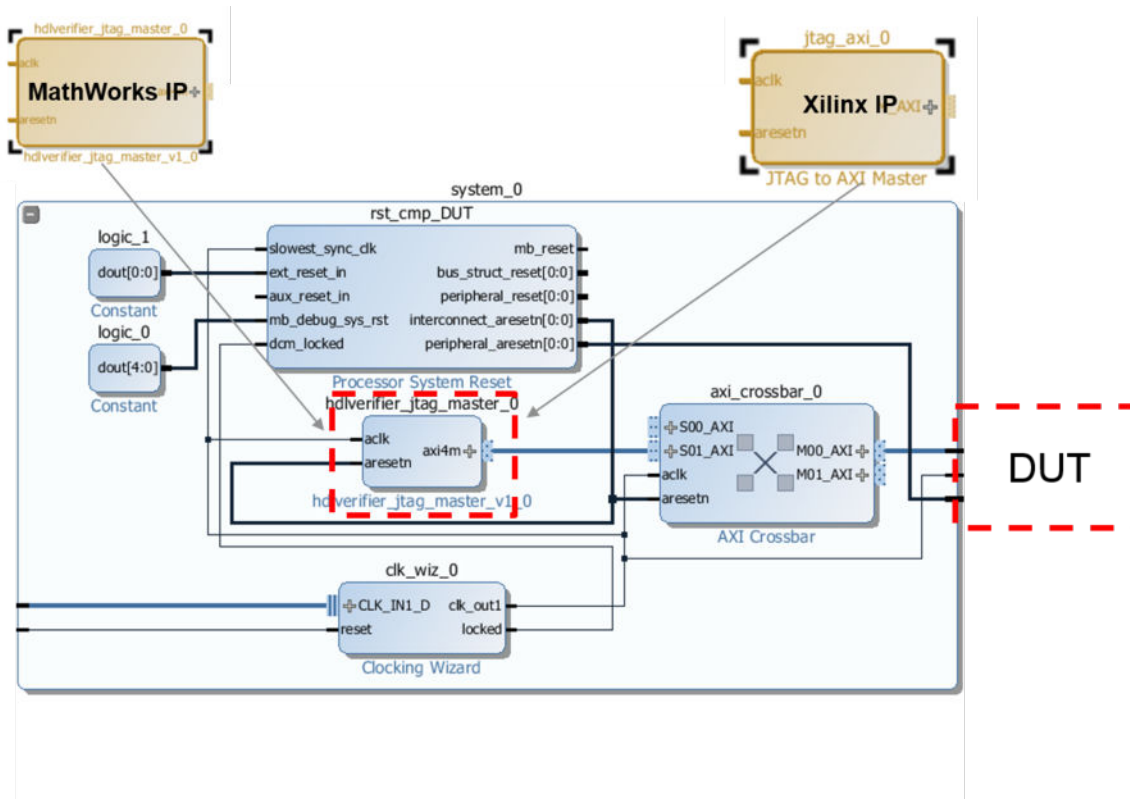 hdlverifier_jtag_master_0
aclk
MathWorks IP
aresetn
hdlverifier_jtag_master_v1_0
jtag_axi_0
aclk
Xilinx IP
_AXI
aresetn
JTAG to AXI Master
system_0
rst_cmp_DUT
logic_1
dout[0:0]
Constant
logic_0
dout[4:0]
Constant
slowest_sync_clk
mb_reset
ext_reset_in
bus_struct_reset[0:0]
aux_reset_in
peripheral_reset[0:0]
mb_debug_sys_rst
interconnect_aresetn[0:0]
dcm_locked
peripheral_aresetn[0:0]
Processor System Reset
hdlverifier_jtag_master_0
aclk
axi4m
aresetn
hdlverifier_jtag_master_v1_0
axi_crossbar_0
S00_AXI
S01_AXI
M00_AXI
aclk
M01_AXI
aresetn
AXI Crossbar
DUT
clk_wiz_0
CLK_IN1_D
clk_out1
reset
locked
Clocking Wizard